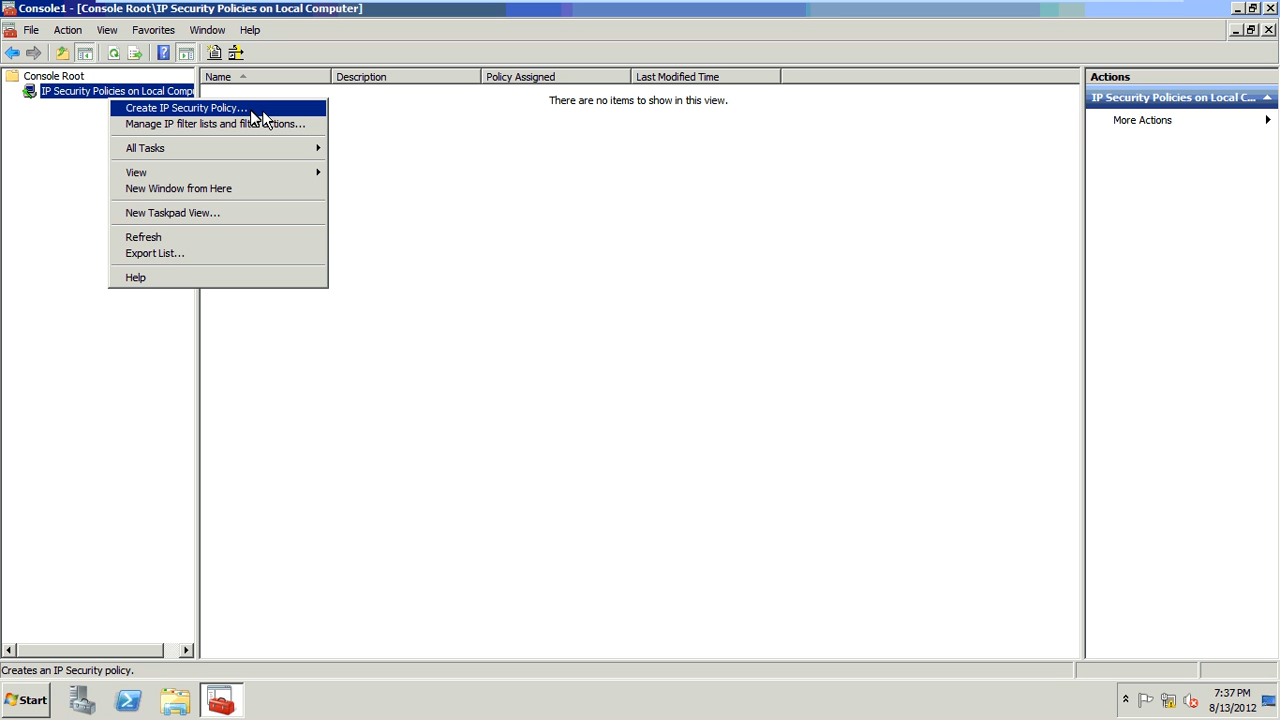 Console1 - [Console Root\IP Security Policies on Local Computer]
File Action View Favorites Window Help
Console Root
IP Security Policies on Local Comp
Name Description Policy Assigned Last Modified Time
There are no items to show in this view.
Actions
IP Security Policies on Local C...
More Actions
Create IP Security Policy...
Manage IP filter lists and filter actions...
All Tasks
View
New Window from Here
New Taskpad View...
Refresh
Export List...
Help
Creates an IP Security policy.
Start
7:37 PM
8/13/2012